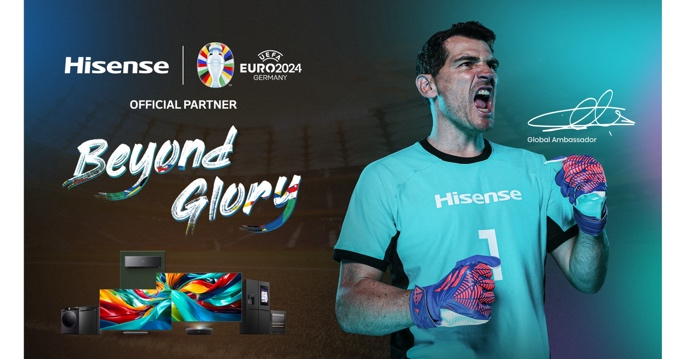 Hisense
UEFA
EURO2024
GERMANY
OFFICIAL PARTNER
Beyond
Glory
Global Ambassador
Hisense
1